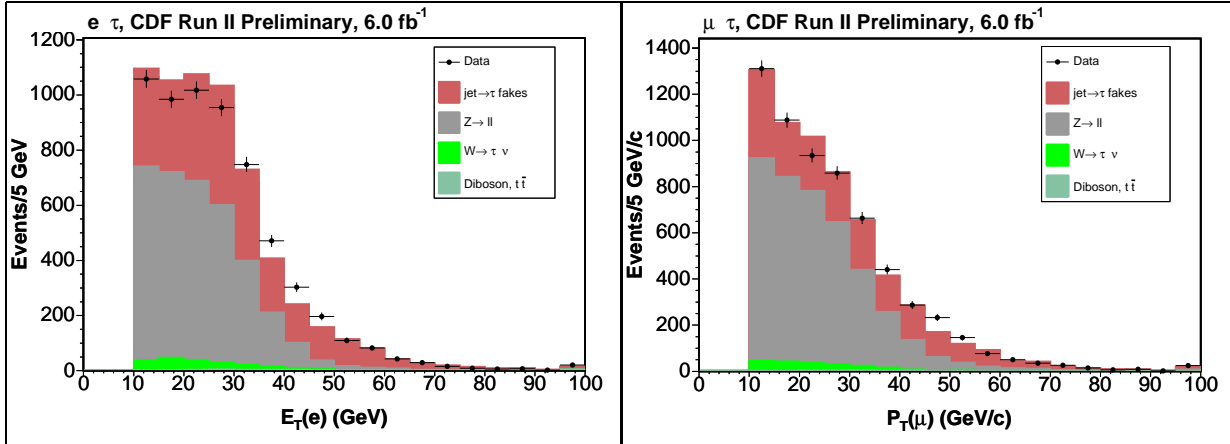 e τ, CDF Run II Preliminary, 6.0 fb⁻¹
Events/5 GeV
1200
1000
800
600
400
200
0
Data
jet→τ fakes
Z→ ll
W→ τ ν
Diboson, t t̄
0 10 20 30 40 50 60 70 80 90 100
E_T(e) (GeV)
μ τ, CDF Run II Preliminary, 6.0 fb⁻¹
Events/5 GeV/c
1400
1200
1000
800
600
400
200
0
Data
jet→τ fakes
Z→ ll
W→ τ ν
Diboson, t t̄
0 10 20 30 40 50 60 70 80 90 100
P_T(μ) (GeV/c)